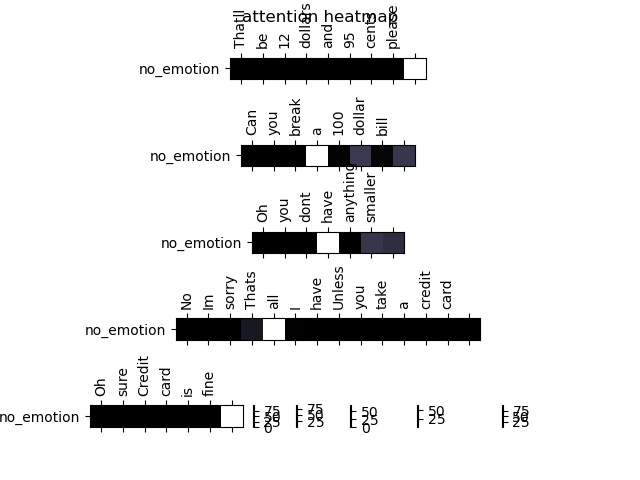 attention heatmap
That'll be 12 dollars and 95 cents please
no_emotion
Can you break a 100 dollar bill
no_emotion
Oh you dont have anything smaller
no_emotion
No Im sorry Thats all I have Unless you take a credit card
no_emotion
Oh sure Credit card is fine
no_emotion
75 75 50 50 75
50 50 25 25 50
25 25 0 25
0